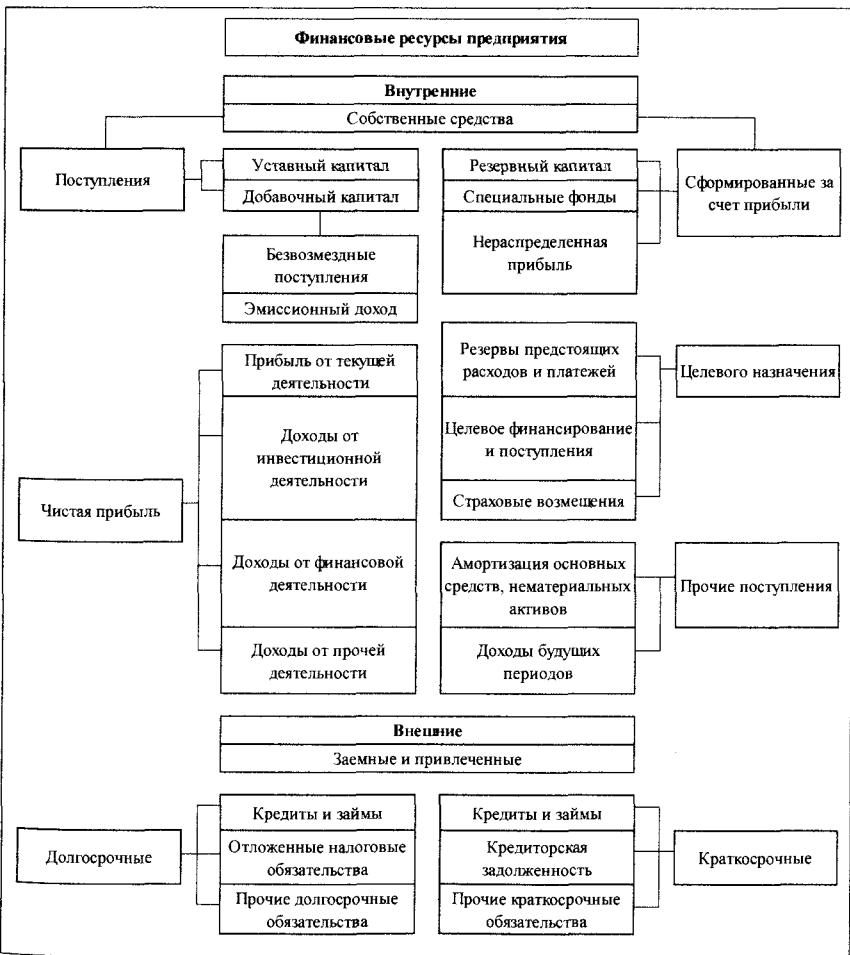 Финансовые ресурсы предприятия
Внутренние
Собственные средства
Поступления
Уставный капитал
Добавочный капитал
Безвозмездные
поступления
Эмиссионный доход
Резервный капитал
Специальные фонды
Нераспределенная
прибыль
Сформированные за
счет прибыли
Чистая прибыль
Прибыль от текущей
деятельности
Доходы от
инвестиционной
деятельности
Доходы от финансовой
деятельности
Доходы от прочей
деятельности
Резервы предстоящих
расходов и платежей
Целевое финансирование
и поступления
Страховые возмещения
Целевого назначения
Амортизация основных
средств, нематериальных
активов
Доходы будущих
периодов
Прочие поступления
Внешние
Заемные и привлеченные
Долгосрочные
Кредиты и займы
Отложенные налоговые
обязательства
Прочие долгосрочные
обязательства
Кредиты и займы
Кредиторская
задолженность
Прочие краткосрочные
обязательства
Краткосрочные